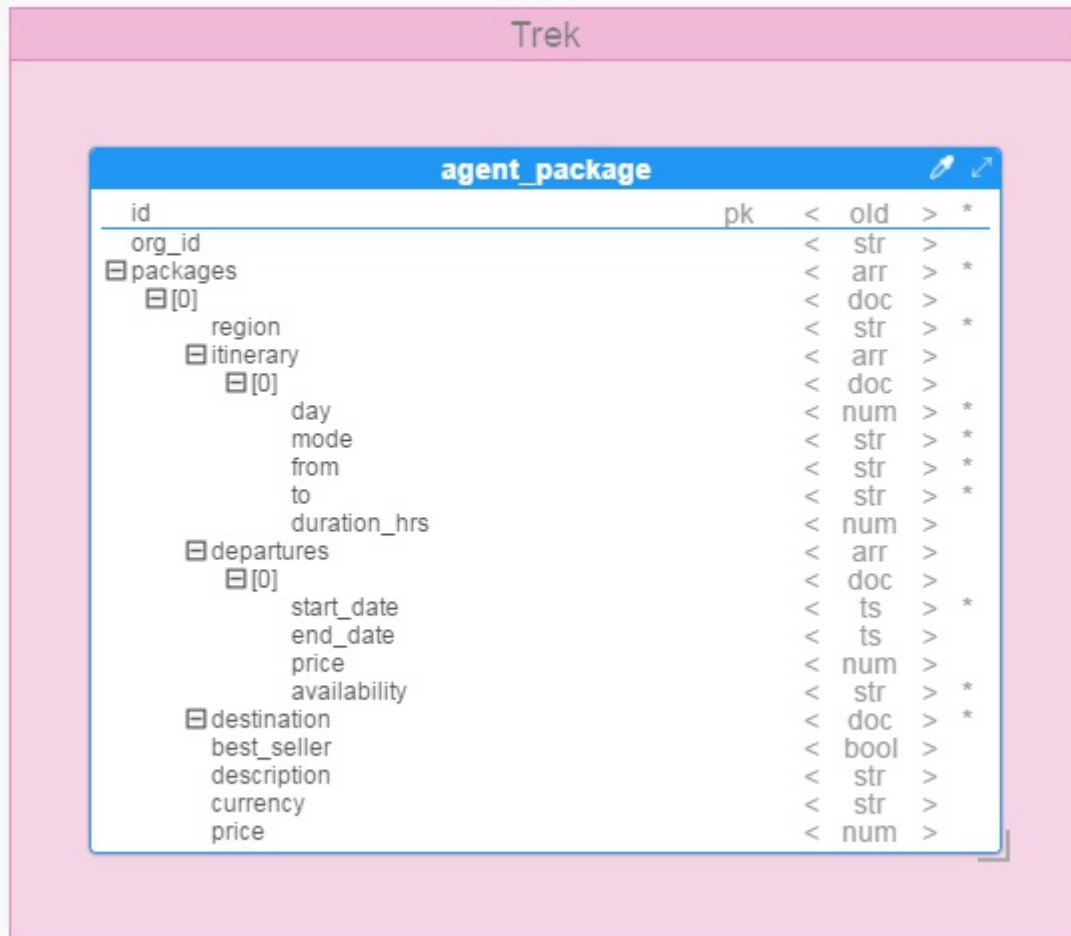 Trek
agent_package
id pk < old > *
org_id < str >
packages < arr > *
[0] < doc >
region < str > *
itinerary < arr >
[0] < doc >
day < num > *
mode < str > *
from < str > *
to < str > *
duration_hrs < num >
departures < arr >
[0] < doc >
start_date < ts > *
end_date < ts >
price < num >
availability < str > *
destination < doc > *
best_seller < bool >
description < str >
currency < str >
price < num >